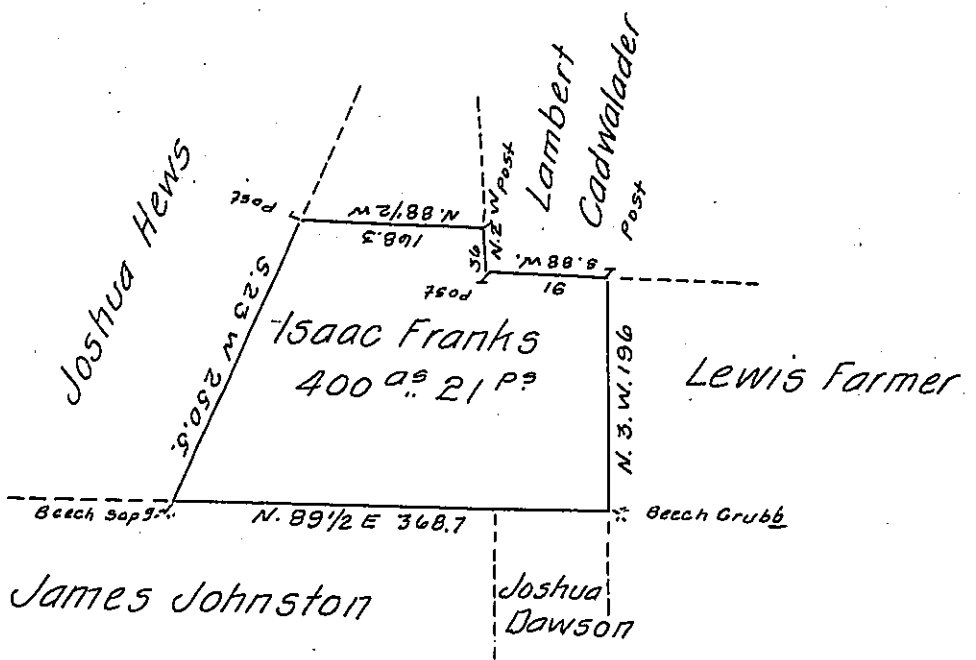 Lambert
Cadwalader
Post
Joshua Hews
Post
N. 88 1/2 W
168.3
Post
N. 2 W
36
S. 88 W.
91
Post
S. 23 W 250.5.
Isaac Franks
400 as. 21 Ps
N. 3. W. 196
Lewis Farmer
Beech Sapg.
N. 89 1/2 E 368.7
Beech Grubb
James Johnston
Joshua
Dawson